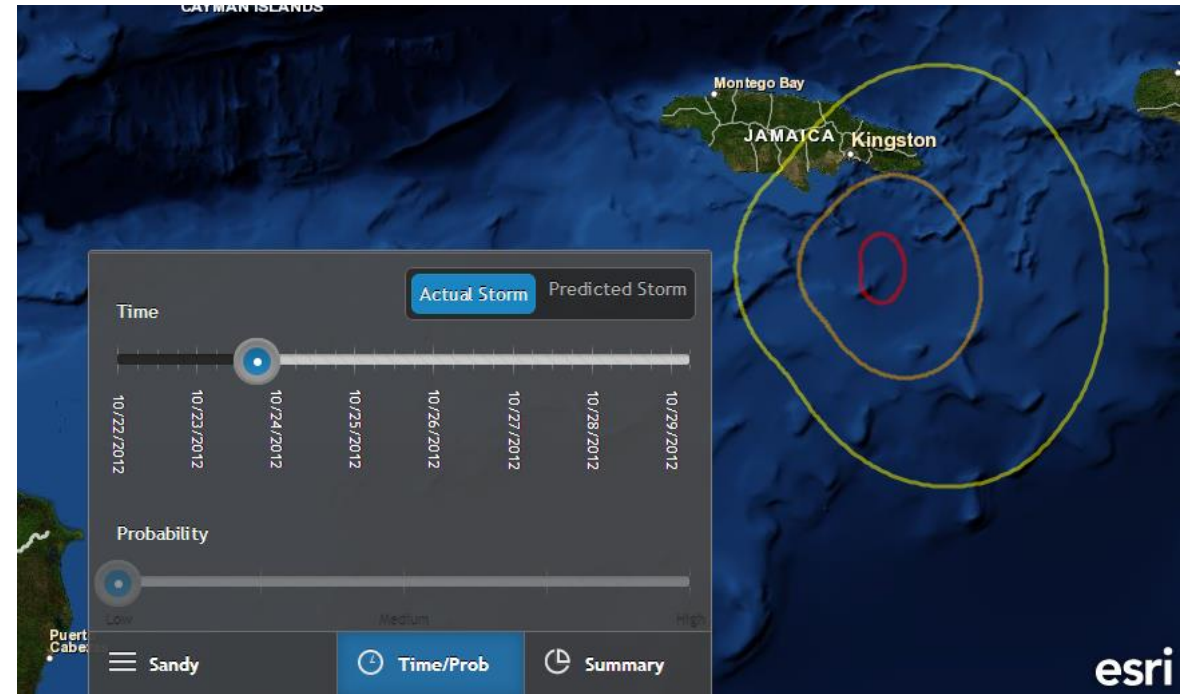 CAYMAN ISLANDS
Montego Bay
JAMAICA
Kingston
Actual Storm
Predicted Storm
Time
10/22/2012
10/23/2012
10/24/2012
10/25/2012
10/26/2012
10/27/2012
10/28/2012
10/29/2012
Probability
Low
Medium
High
Puert
Cabe
Sandy
Time/Prob
Summary
esri